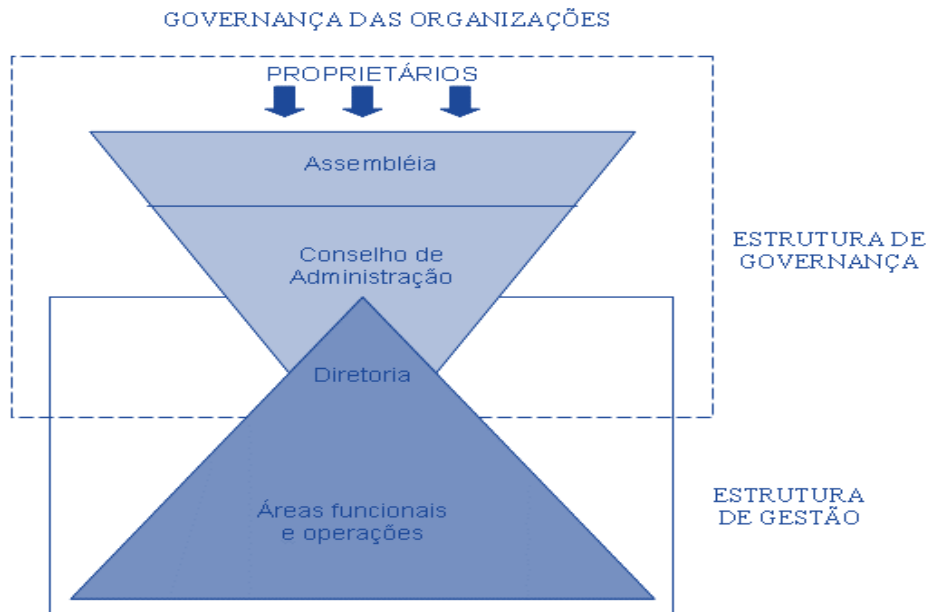 GOVERNANÇA DAS ORGANIZAÇÕES
PROPRIETÁRIOS
Assembléia
Conselho de
Administração
ESTRUTURA DE
GOVERNANÇA
Diretoria
Áreas funcionais
e operações
ESTRUTURA
DE GESTÃO